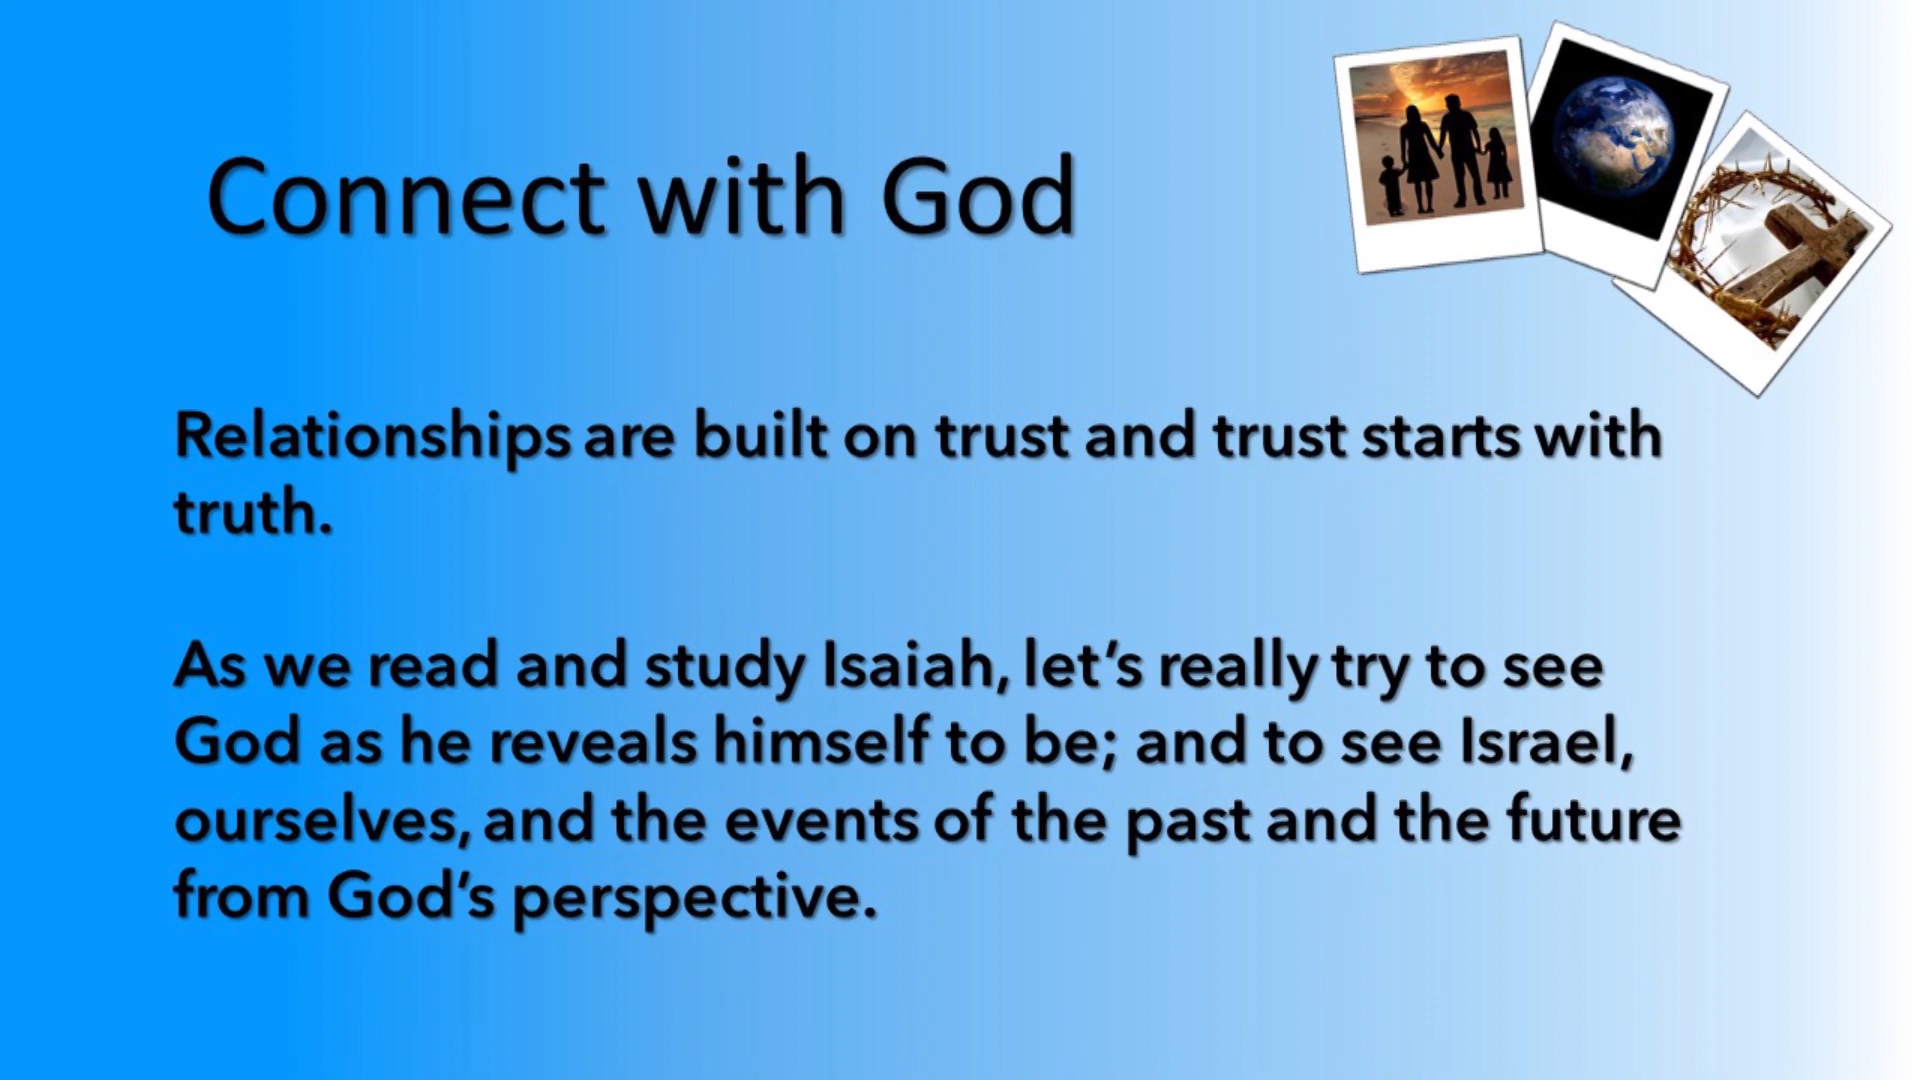 Connect with God
Relationships are built on trust and trust starts with
truth.
As we read and study Isaiah, let’s really try to see
God as he reveals himself to be; and to see Israel,
ourselves, and the events of the past and the future
from God’s perspective.